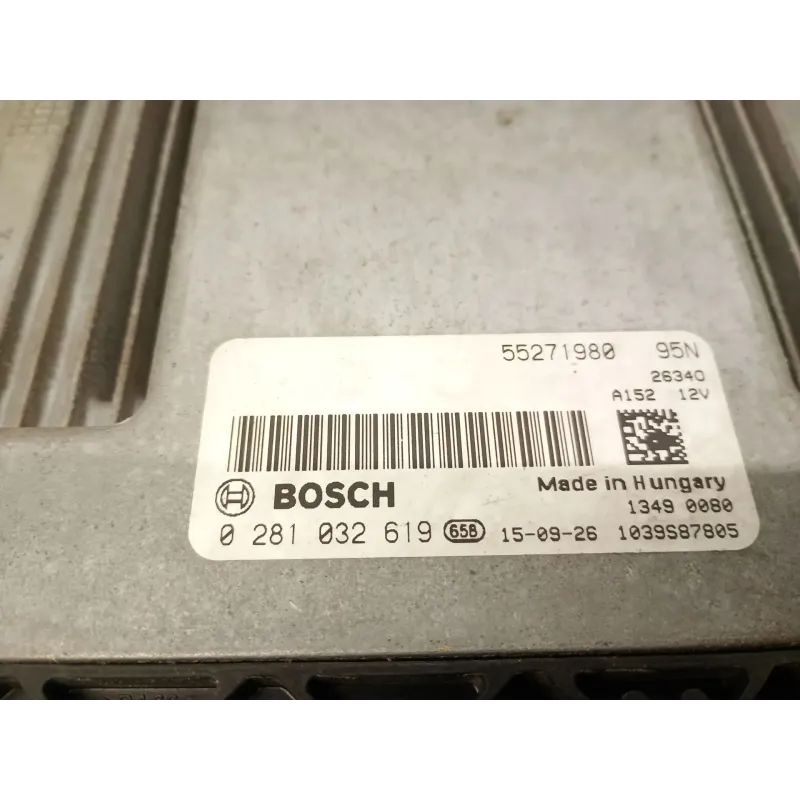 55271980 95N
26340
A152 12V
BOSCH
Made in Hungary
1349 0080
0 281 032 619 65B 15-09-26 1039S87805